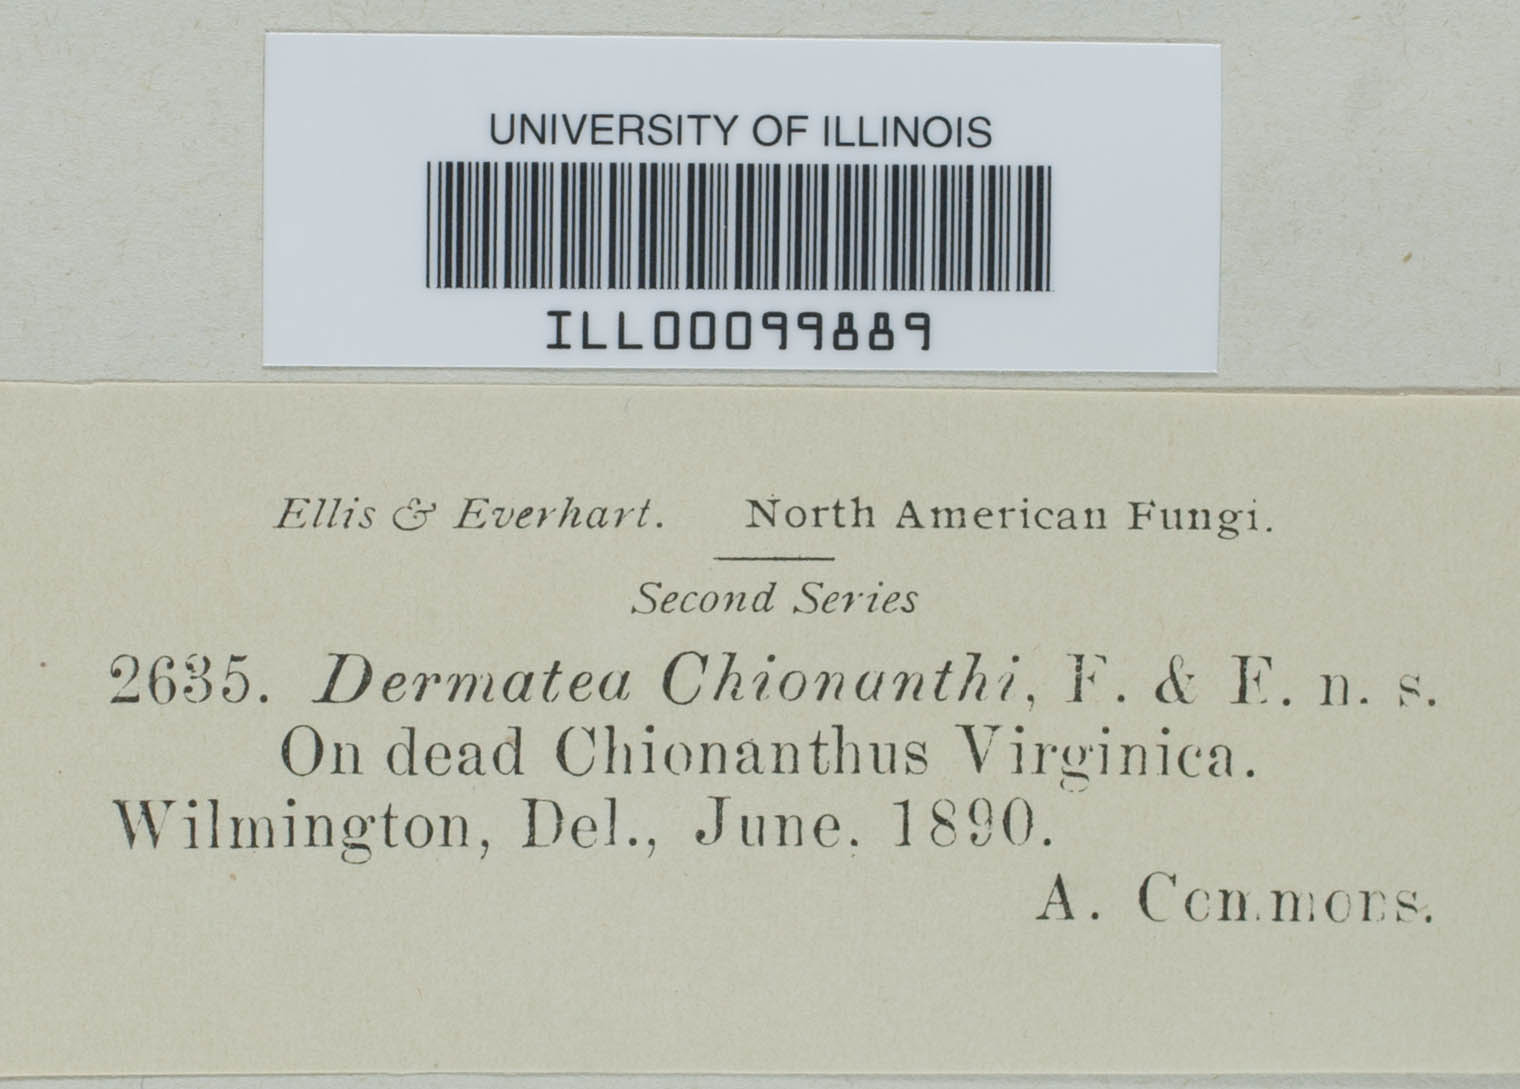 UNIVERSITY OF ILLINOIS
ILL00099889
Ellis & Everhart. North American Fungi.
Second Series
2635. Dermatea Chionanthi, E. & E. n. s.
On dead Chionanthus Virginica.
Wilmington, Del., June. 1890.
A. Commons.